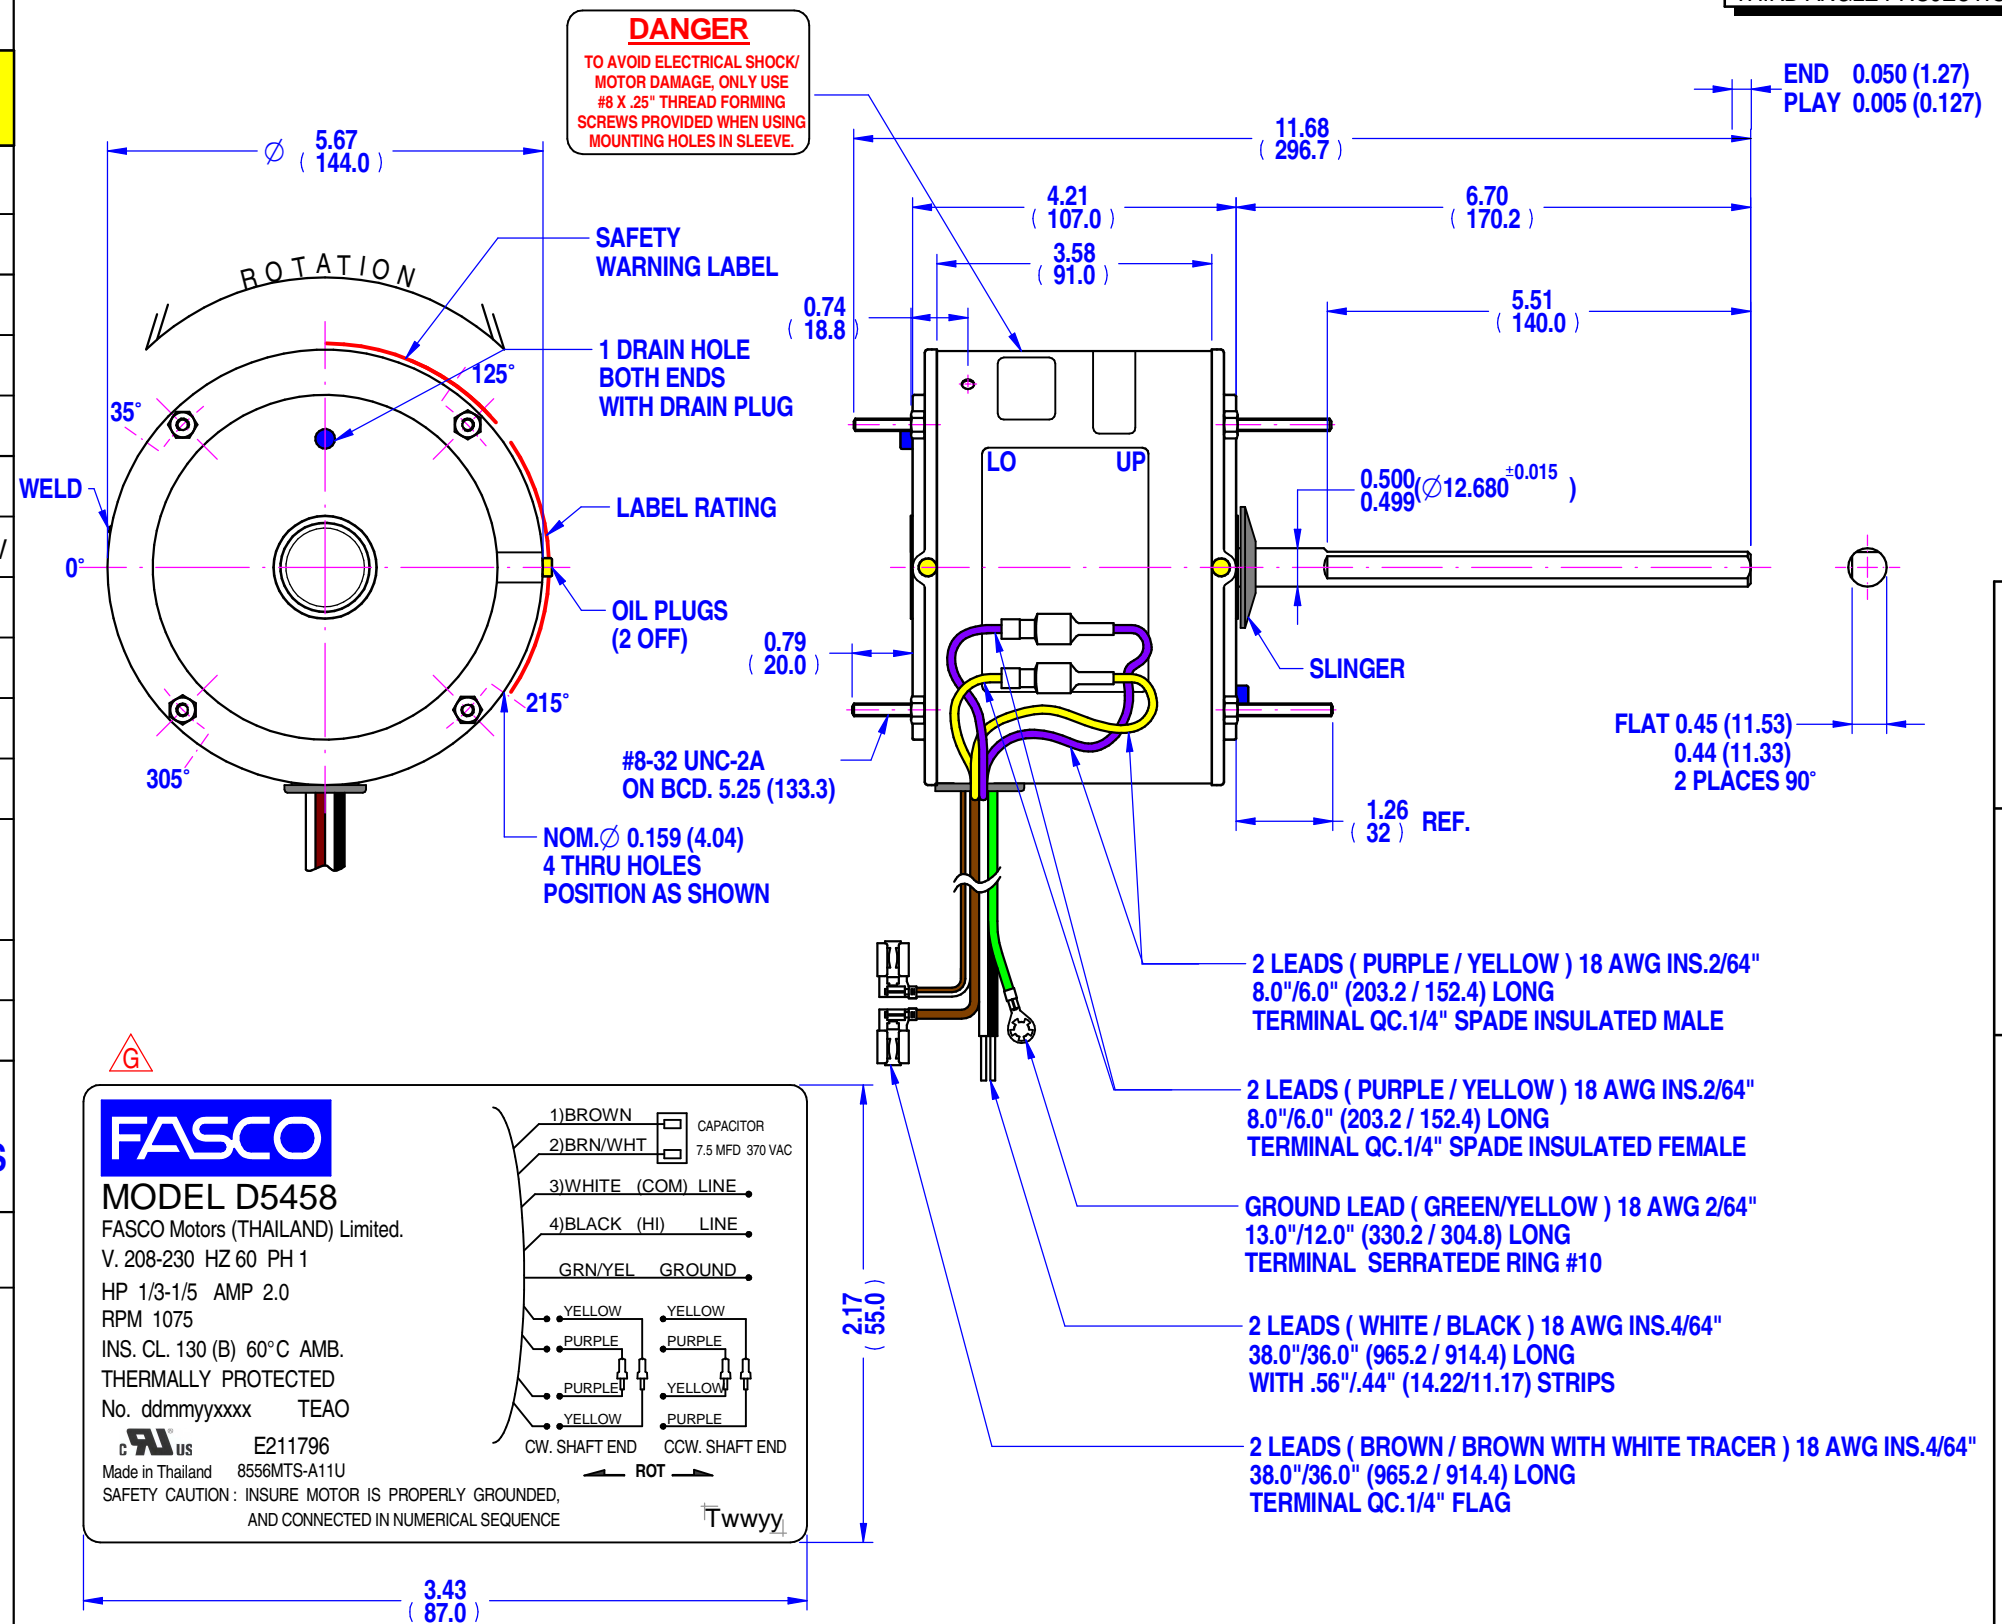 DANGER
TO AVOID ELECTRICAL SHOCK/
MOTOR DAMAGE, ONLY USE
#8 X .25" THREAD FORMING
SCREWS PROVIDED WHEN USING
MOUNTING HOLES IN SLEEVE.
END 0.050 (1.27)
PLAY 0.005 (0.127)
11.68
( 296.7 )
∅ 5.67
( 144.0 )
4.21
( 107.0 )
6.70
( 170.2 )
3.58
( 91.0 )
0.74
( 18.8 )
5.51
( 140.0 )
ROTATION
SAFETY
WARNING LABEL
1 DRAIN HOLE
BOTH ENDS
WITH DRAIN PLUG
125°
35°
WELD
0°
LABEL RATING
OIL PLUGS
(2 OFF)
215°
305°
LO UP
0.500
0.499 (∅12.680 ±0.015 )
0.79
( 20.0 )
SLINGER
#8-32 UNC-2A
ON BCD. 5.25 (133.3)
FLAT 0.45 (11.53)
0.44 (11.33)
2 PLACES 90°
1.26
( 32 ) REF.
NOM.∅ 0.159 (4.04)
4 THRU HOLES
POSITION AS SHOWN
2 LEADS ( PURPLE / YELLOW ) 18 AWG INS.2/64"
8.0"/6.0" (203.2 / 152.4) LONG
TERMINAL QC.1/4" SPADE INSULATED MALE
2 LEADS ( PURPLE / YELLOW ) 18 AWG INS.2/64"
8.0"/6.0" (203.2 / 152.4) LONG
TERMINAL QC.1/4" SPADE INSULATED FEMALE
GROUND LEAD ( GREEN/YELLOW ) 18 AWG 2/64"
13.0"/12.0" (330.2 / 304.8) LONG
TERMINAL SERRATEDE RING #10
2 LEADS ( WHITE / BLACK ) 18 AWG INS.4/64"
38.0"/36.0" (965.2 / 914.4) LONG
WITH .56"/.44" (14.22/11.17) STRIPS
2 LEADS ( BROWN / BROWN WITH WHITE TRACER ) 18 AWG INS.4/64"
38.0"/36.0" (965.2 / 914.4) LONG
TERMINAL QC.1/4" FLAG
G
FASCO
MODEL D5458
FASCO Motors (THAILAND) Limited.
V. 208-230 HZ 60 PH 1
HP 1/3-1/5 AMP 2.0
RPM 1075
INS. CL. 130 (B) 60°C AMB.
THERMALLY PROTECTED
No. ddmmyyxxxx TEAO
c RU US E211796
Made in Thailand 8556MTS-A11U
SAFETY CAUTION : INSURE MOTOR IS PROPERLY GROUNDED,
AND CONNECTED IN NUMERICAL SEQUENCE
1)BROWN
2)BRN/WHT
CAPACITOR
7.5 MFD 370 VAC
3)WHITE (COM) LINE
4)BLACK (HI) LINE
GRN/YEL GROUND
YELLOW YELLOW
PURPLE PURPLE
PURPLE YELLOW
YELLOW PURPLE
CW. SHAFT END CCW. SHAFT END
ROT
Twwyy
2.17
( 55.0 )
3.43
( 87.0 )